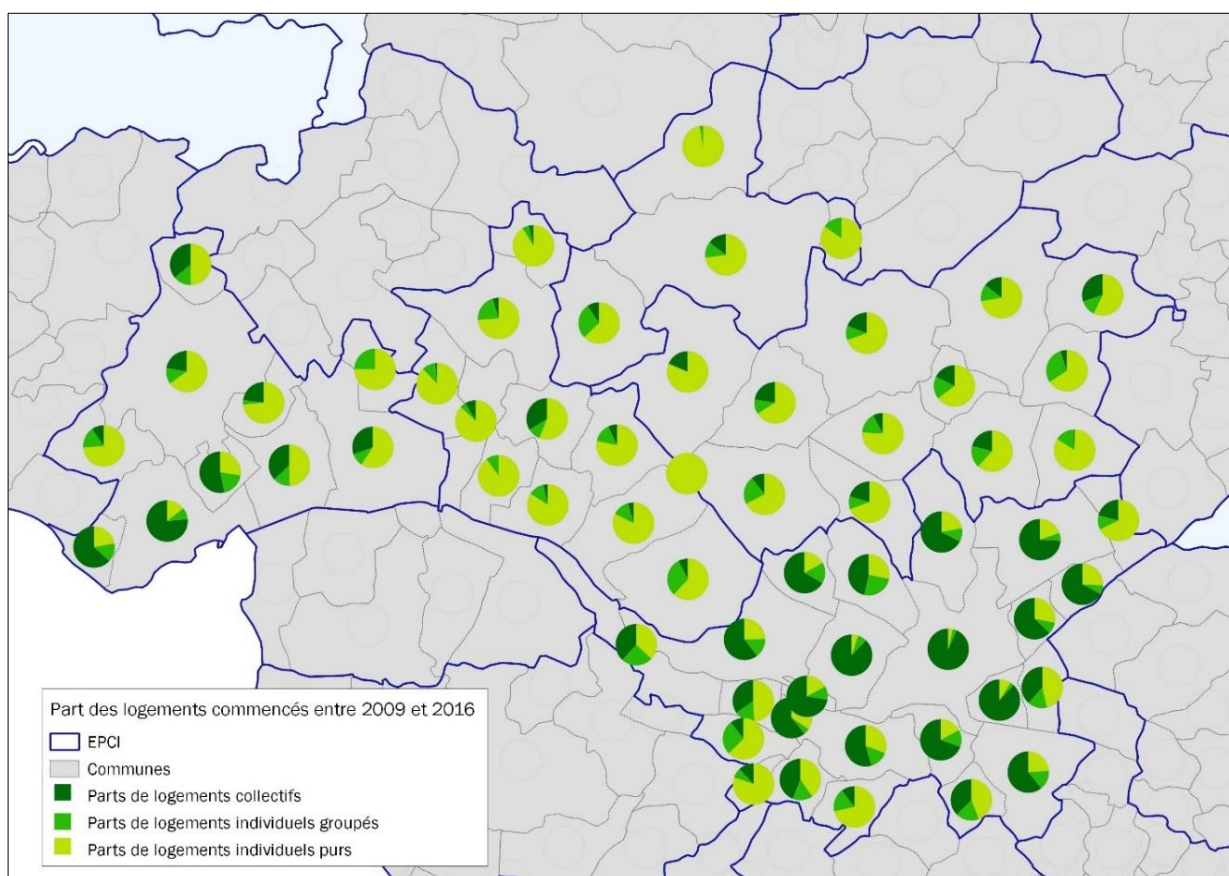 Part des logements commencés entre 2009 et 2016
EPCI
Communes
Parts de logements collectifs
Parts de logements individuels groupés
Parts de logements individuels purs